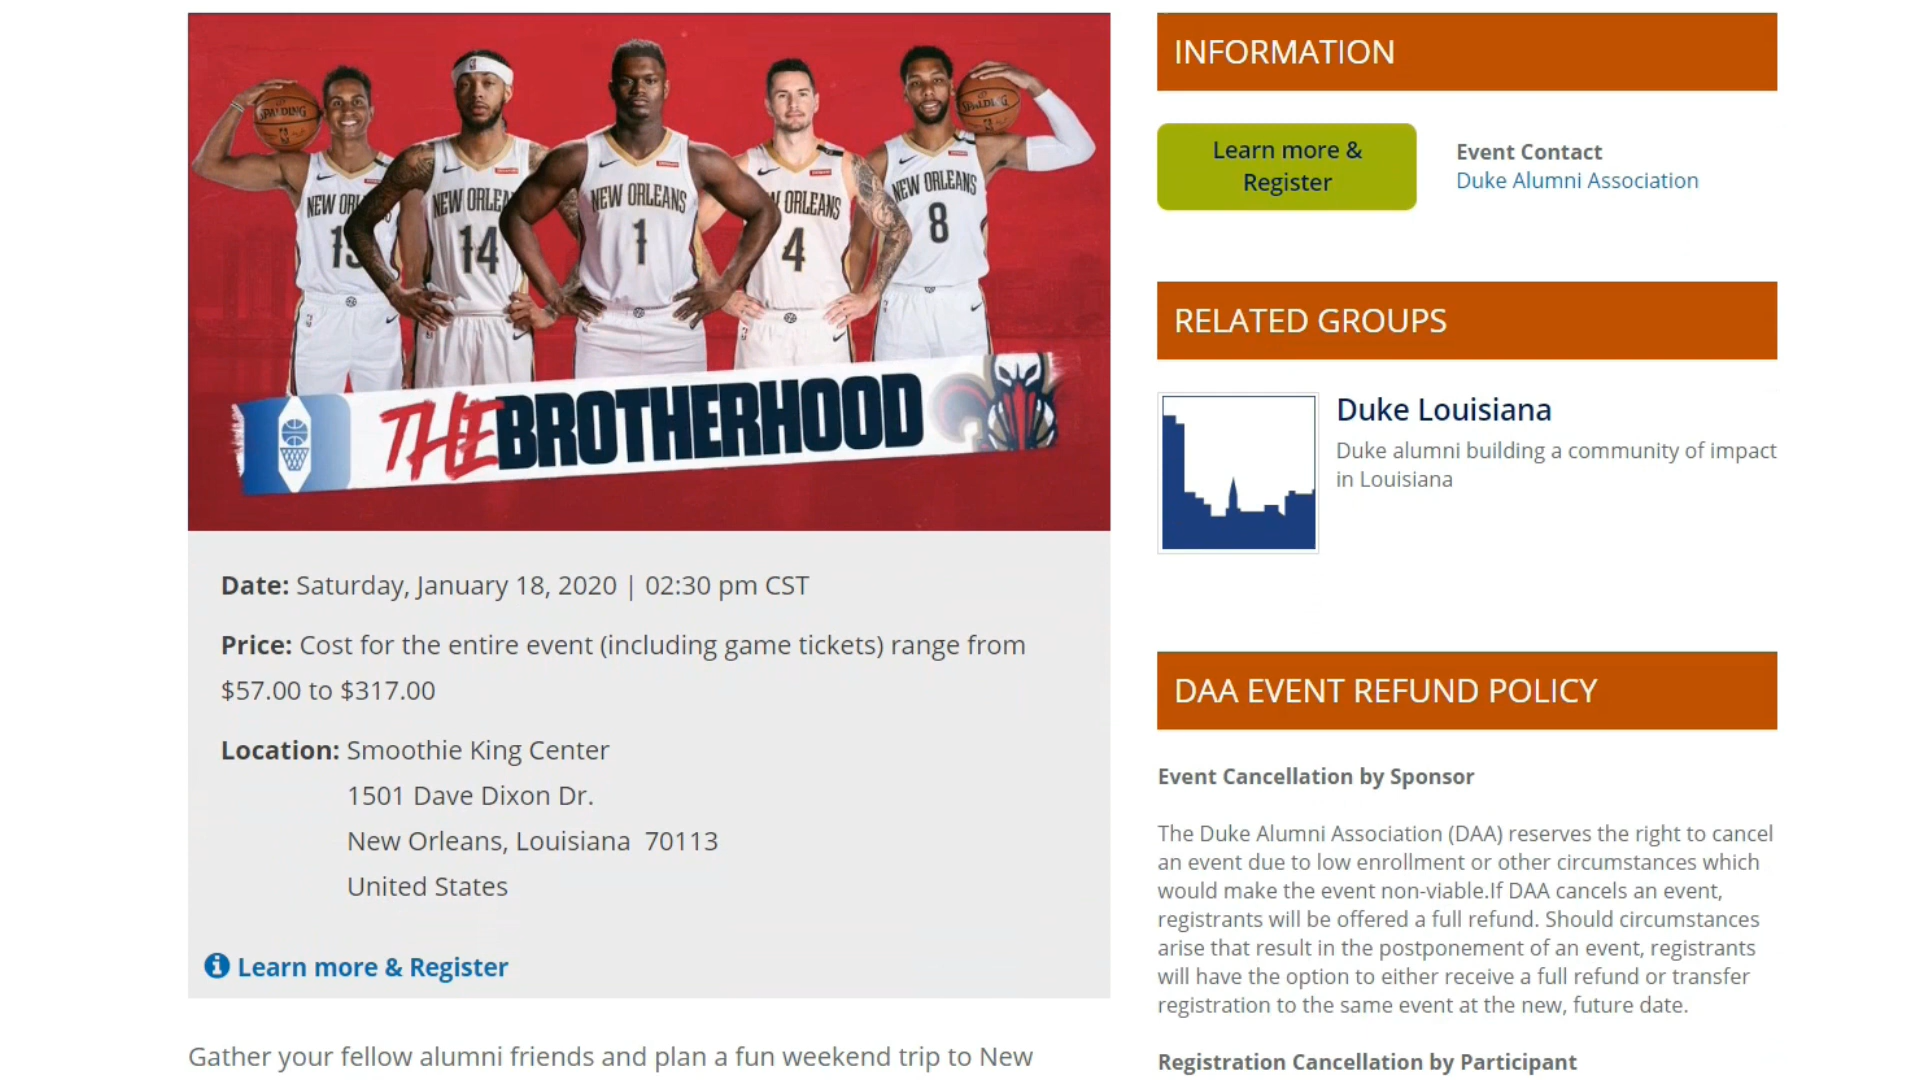 SPALDING
SPALDING
NEW ORL
15
NEW ORLEA
14
NEW ORLEANS
1
ORLEANS
4
NEW ORLEANS
8
THE BROTHERHOOD
Date: Saturday, January 18, 2020 | 02:30 pm CST
Price: Cost for the entire event (including game tickets) range from
$57.00 to $317.00
Location: Smoothie King Center
1501 Dave Dixon Dr.
New Orleans, Louisiana 70113
United States
Learn more & Register
Gather your fellow alumni friends and plan a fun weekend trip to New
INFORMATION
Learn more &
Register
Event Contact
Duke Alumni Association
RELATED GROUPS
Duke Louisiana
Duke alumni building a community of impact
in Louisiana
DAA EVENT REFUND POLICY
Event Cancellation by Sponsor
The Duke Alumni Association (DAA) reserves the right to cancel
an event due to low enrollment or other circumstances which
would make the event non-viable.If DAA cancels an event,
registrants will be offered a full refund. Should circumstances
arise that result in the postponement of an event, registrants
will have the option to either receive a full refund or transfer
registration to the same event at the new, future date.
Registration Cancellation by Participant